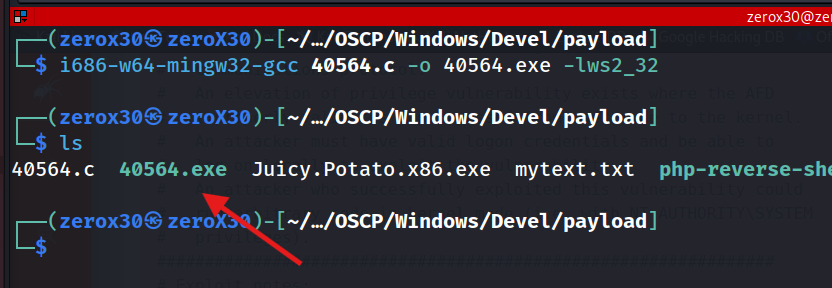 zerox30@zer
┌──(zerox30㉿zeroX30)-[~/…/OSCP/Windows/Devel/payload]
└─$ i686-w64-mingw32-gcc 40564.c -o 40564.exe -lws2_32
┌──(zerox30㉿zeroX30)-[~/…/OSCP/Windows/Devel/payload]
└─$ ls
40564.c 40564.exe Juicy.Potato.x86.exe mytext.txt php-reverse-she
┌──(zerox30㉿zeroX30)-[~/…/OSCP/Windows/Devel/payload]
└─$